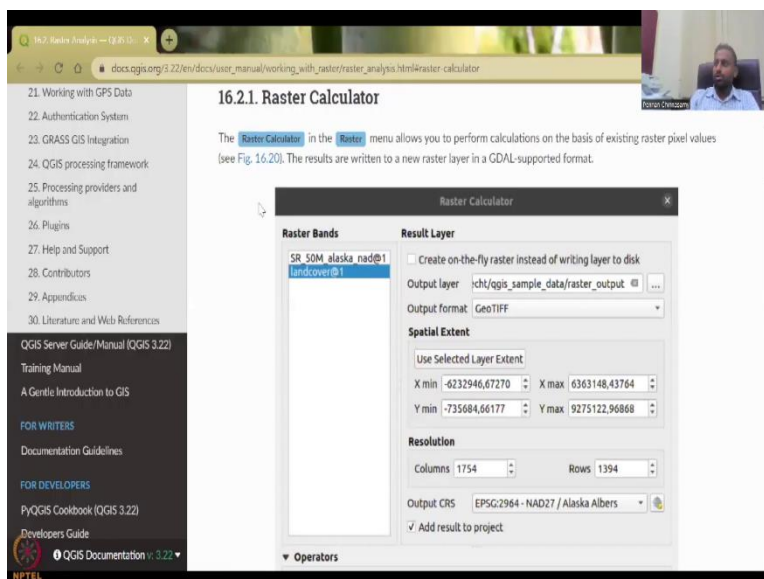 16.2. Raster Analysis — QGIS Do
docs.qgis.org/3.22/en/docs/user_manual/working_with_raster/raster_analysis.html#raster-calculator
21. Working with GPS Data
22. Authentication System
23. GRASS GIS Integration
24. QGIS processing framework
25. Processing providers and
algorithms
26. Plugins
27. Help and Support
28. Contributors
29. Appendices
30. Literature and Web References
QGIS Server Guide/Manual (QGIS 3.22)
Training Manual
A Gentle Introduction to GIS
FOR WRITERS
Documentation Guidelines
FOR DEVELOPERS
PyQGIS Cookbook (QGIS 3.22)
Developers Guide
QGIS Documentation v: 3.22
NPTEL
16.2.1. Raster Calculator
The Raster Calculator in the Raster menu allows you to perform calculations on the basis of existing raster pixel values
(see Fig. 16.20). The results are written to a new raster layer in a GDAL-supported format.
Raster Calculator
Raster Bands
SR_50M_alaska_nad@1
landcover@1
Result Layer
Create on-the-fly raster instead of writing layer to disk
Output layer echt/qgis_sample_data/raster_output ...
Output format GeoTIFF
Spatial Extent
Use Selected Layer Extent
X min -6232946,67270 X max 6363148,43764
Y min -735684,66177 Y max 9275122,96868
Resolution
Columns 1754 Rows 1394
Output CRS EPSG:2964 - NAD27 / Alaska Albers
Add result to project
Operators